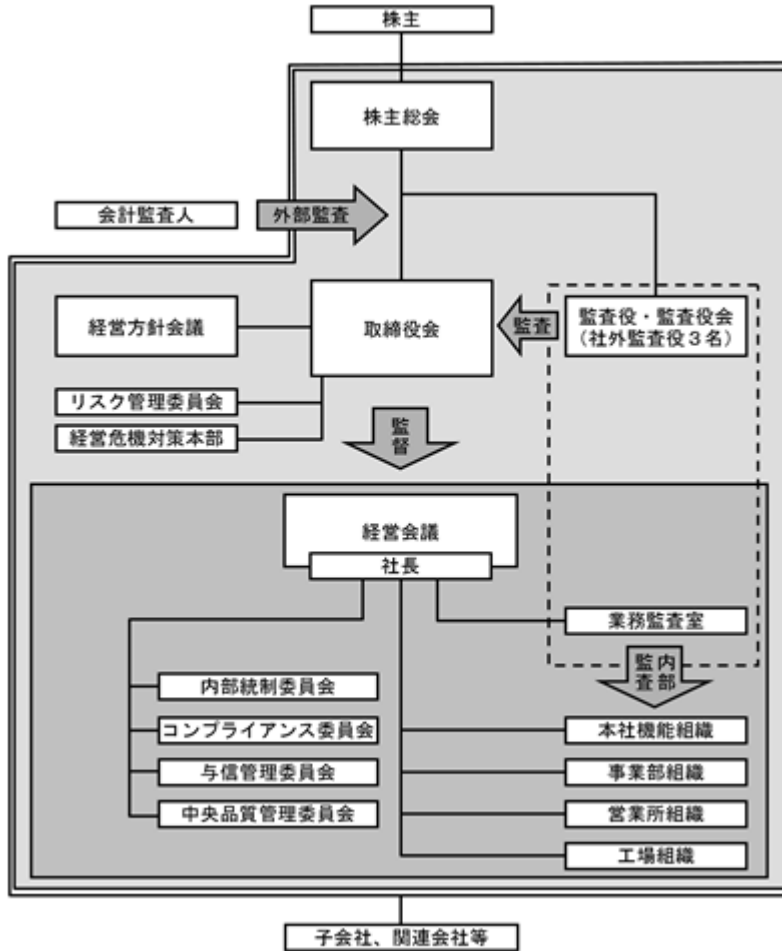 株主
株主総会
会計監査人
外部監査
経営方針会議
取締役会
監査
監査役・監査役会
(社外監査役3名)
リスク管理委員会
経営危機対策本部
監督
経営会議
社長
業務監査室
内部監査
内部統制委員会
コンプライアンス委員会
与信管理委員会
中央品質管理委員会
本社機能組織
事業部組織
営業所組織
工場組織
子会社、関連会社等